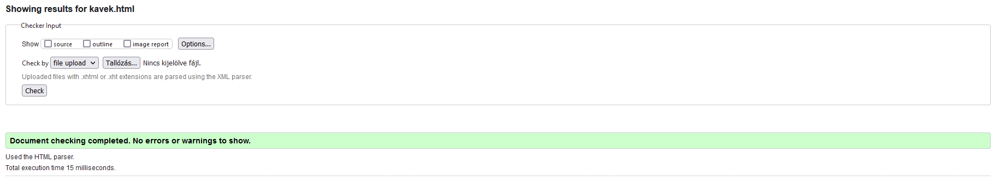 Showing results for kavek.html
Checker Input
Show source outline image report Options...
Check by file upload Tallózás... Nincs kijelölve fájl.
Uploaded files with .xhtml or .xht extensions are parsed using the XML parser.
Check
Document checking completed. No errors or warnings to show.
Used the HTML parser.
Total execution time 15 milliseconds.